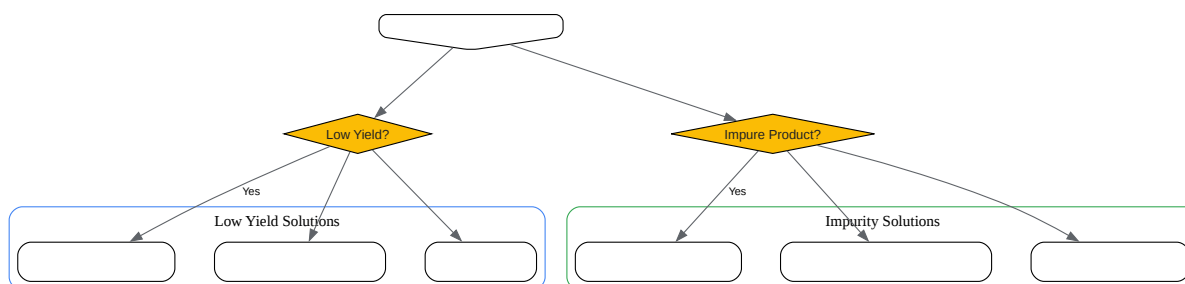 Low Yield?
Impure Product?
Yes
Yes
Low Yield Solutions
Impurity Solutions